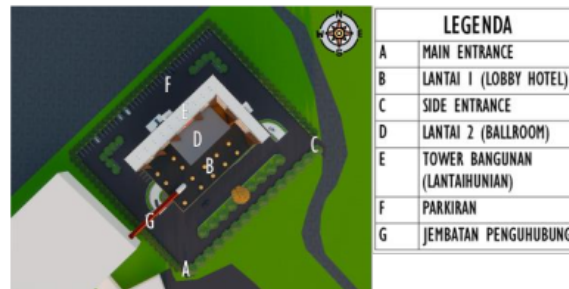 N
W E
S
F
E
D
B
C
G
A
LEGENDA
A MAIN ENTRANCE
B LANTAI 1 (LOBBY HOTEL)
C SIDE ENTRANCE
D LANTAI 2 (BALLROOM)
E TOWER BANGUNAN
(LANTAIHUNIAN)
F PARKIRAN
G JEMBATAN PENGUHUBUNG